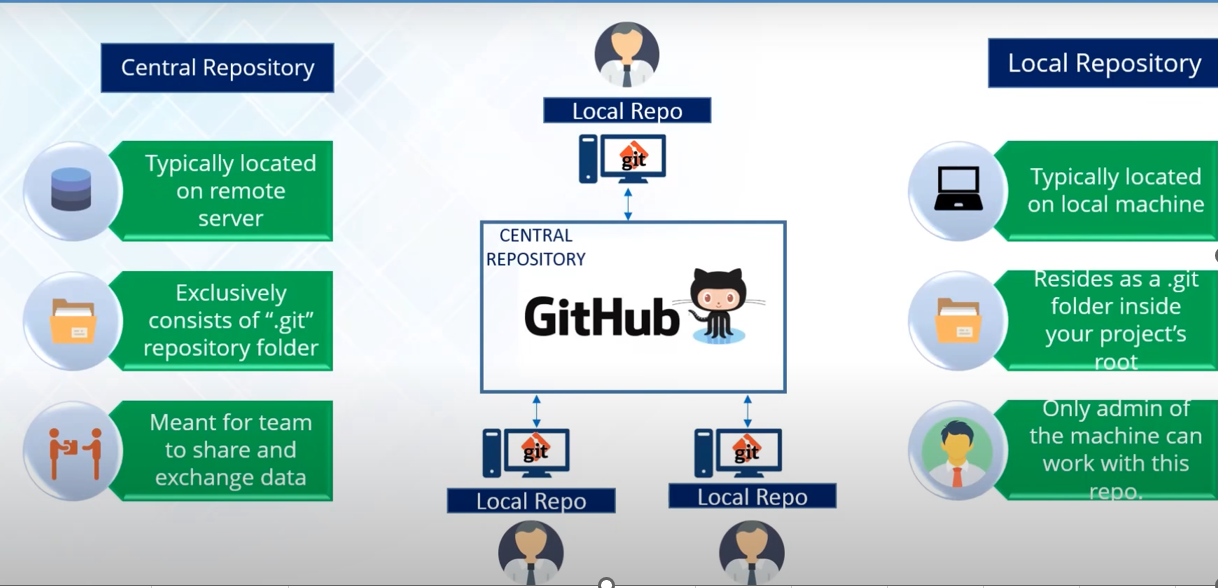 Central Repository
Typically located
on remote
server
Exclusively
consists of “.git”
repository folder
Meant for team
to share and
exchange data
Local Repo
git
CENTRAL
REPOSITORY
GitHub
git
Local Repo
git
Local Repo
Local Repository
Typically located
on local machine
Resides as a .git
folder inside
your project’s
root
Only admin of
the machine can
work with this
repo.